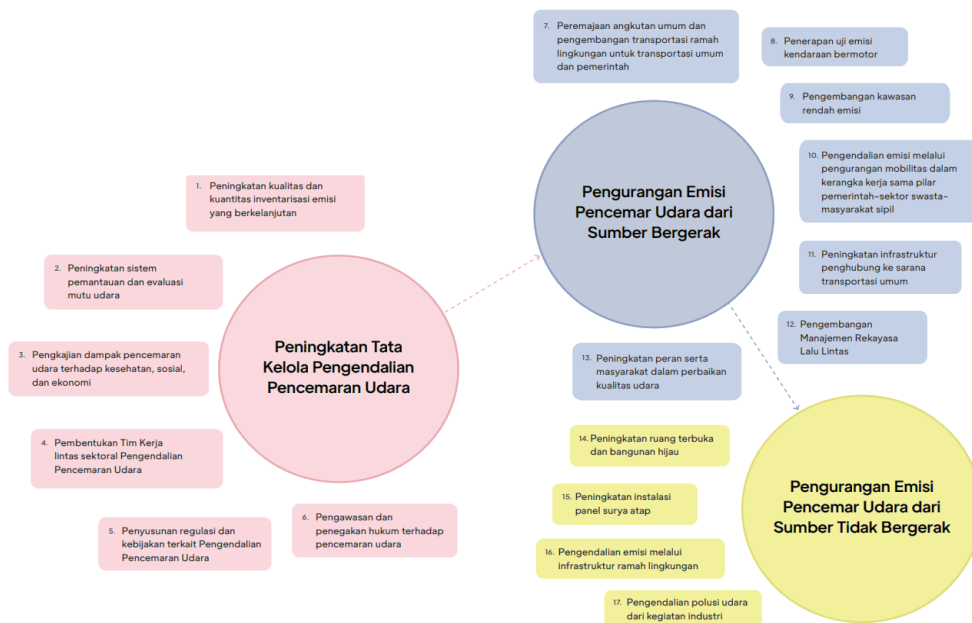 7. Peremajaan angkutan umum dan
pengembangan transportasi ramah
lingkungan untuk transportasi umum
dan pemerintah
8. Penerapan uji emisi
kendaraan bermotor
9. Pengembangan kawasan
rendah emisi
10. Pengendalian emisi melalui
pengurangan mobilitas dalam
kerangka kerja sama pilar
pemerintah-sektor swasta-
masyarakat sipil
11. Peningkatan infrastruktur
penghubung ke sarana
transportasi umum
12. Pengembangan
Manajemen Rekayasa
Lalu Lintas
13. Peningkatan peran serta
masyarakat dalam perbaikan
kualitas udara
Pengurangan Emisi
Pencemar Udara dari
Sumber Bergerak
1. Peningkatan kualitas dan
kuantitas inventarisasi emisi
yang berkelanjutan
2. Peningkatan sistem
pemantauan dan evaluasi
mutu udara
3. Pengkajian dampak pencemaran
udara terhadap kesehatan, sosial,
dan ekonomi
4. Pembentukan Tim Kerja
lintas sektoral Pengendalian
Pencemaran Udara
5. Penyusunan regulasi dan
kebijakan terkait Pengendalian
Pencemaran Udara
6. Pengawasan dan
penegakan hukum terhadap
pencemaran udara
Peningkatan Tata
Kelola Pengendalian
Pencemaran Udara
14. Peningkatan ruang terbuka
dan bangunan hijau
15. Peningkatan instalasi
panel surya atap
16. Pengendalian emisi melalui
infrastruktur ramah lingkungan
17. Pengendalian polusi udara
dari kegiatan industri
Pengurangan Emisi
Pencemar Udara dari
Sumber Tidak Bergerak